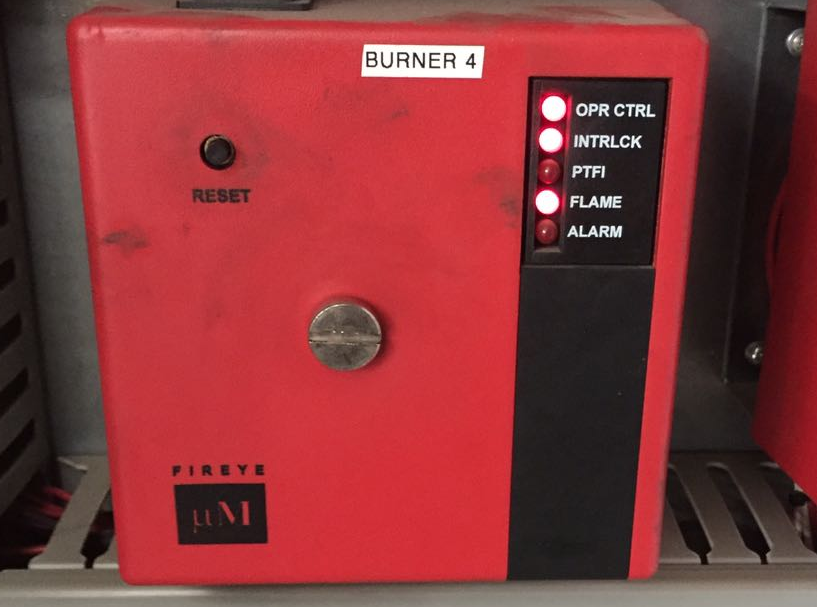 BURNER 4
OPR CTRL
INTRLCK
PTFI
FLAME
ALARM
RESET
FIREYE
μM